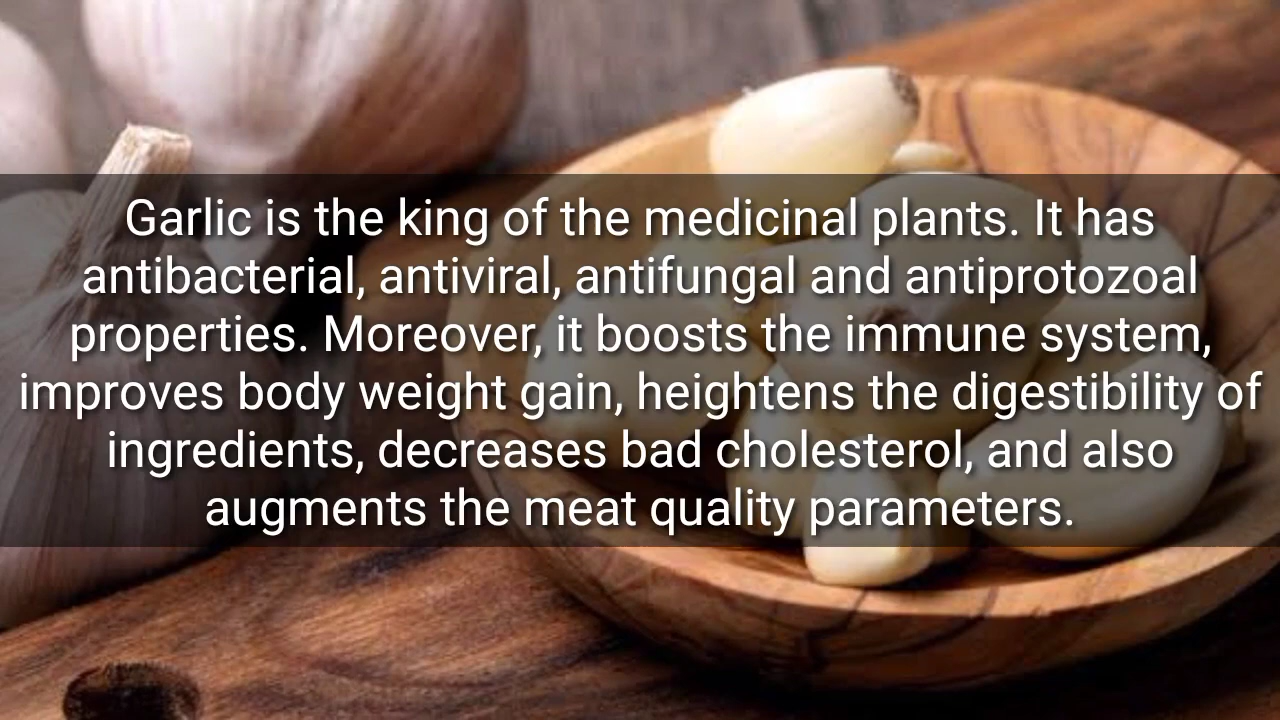 Garlic is the king of the medicinal plants. It has
antibacterial, antiviral, antifungal and antiprotozoal
properties. Moreover, it boosts the immune system,
improves body weight gain, heightens the digestibility of
ingredients, decreases bad cholesterol, and also
augments the meat quality parameters.